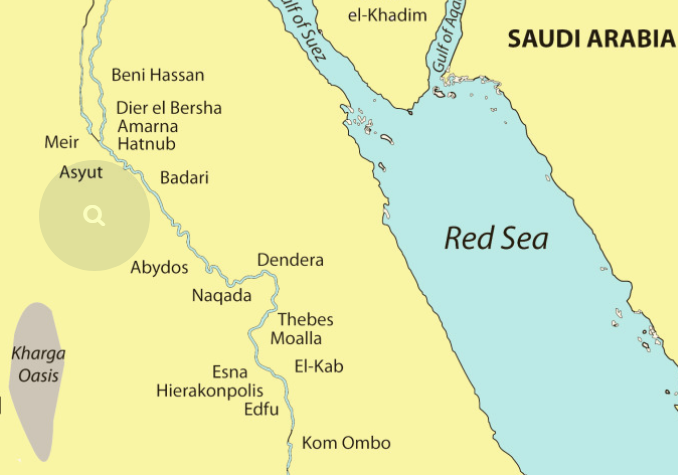 el-Khadim
Gulf of Suez
Gulf of Aqa
SAUDI ARABIA
Beni Hassan
Dier el Bersha
Amarna
Hatnub
Meir
Asyut
Badari
Red Sea
Abydos
Dendera
Naqada
Thebes
Moalla
Kharga
Oasis
El-Kab
Esna
Hierakonpolis
Edfu
Kom Ombo